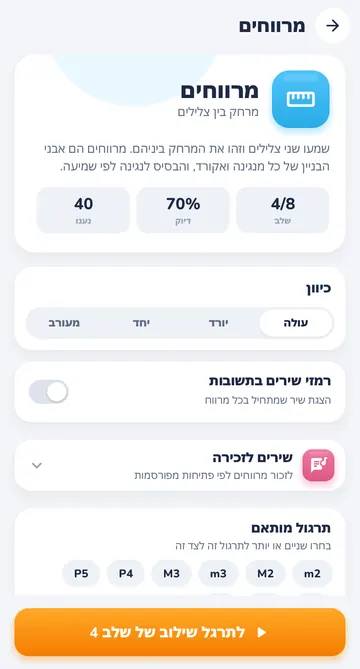 מרווחים
מרווחים
מרחק בין צלילים
שמעו שני צלילים וזהו את המרחק ביניהם. מרווחים הם אבני
הבניין של כל מנגינה ואקורד, והבסיס לנגינה לפי שמיעה.
4/8 70% 40
שלב דיוק נענו
כיוון
עולה יורד יחד מעורב
רמזי שירים בתשובות
הצגת שיר שמתחיל בכל מרווח
שירים לזכירה
לזכור מרווחים לפי פתיחות מפורסמות
תרגול מותאם
בחרו שניים או יותר לתרגול זה לצד זה
m2 M2 m3 M3 P4 P5
לתרגל שילוב של שלב 4